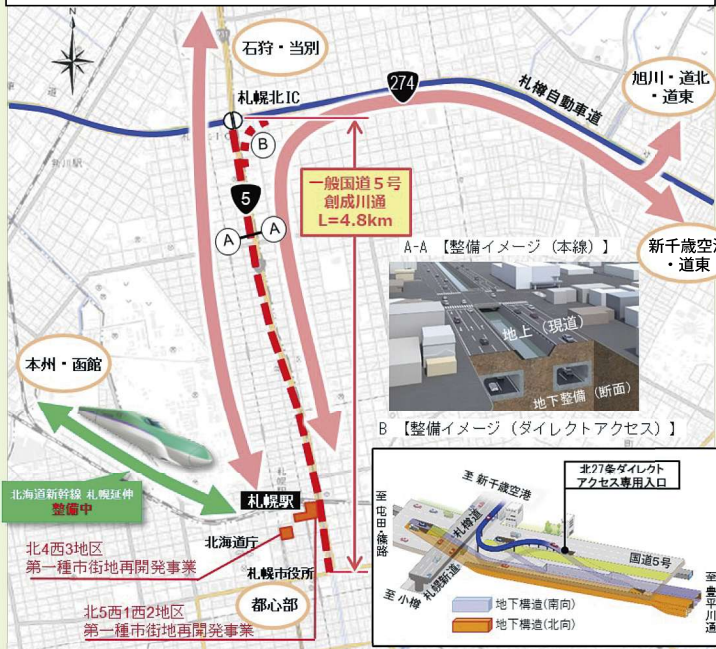 N
石狩・当別
札幌北IC
274
札樽自動車道
旭川・道北
・道東
B
5
一般国道5号
創成川通
L=4.8km
A
A
新千歳空港
・道東
A-A 【整備イメージ(本線)】
地上(現道)
地下整備(断面)
本州・函館
B 【整備イメージ(ダイレクトアクセス)】
北海道新幹線 札幌延伸
整備中
札幌駅
北海道庁
札幌市役所
都心部
北4西3地区
第一種市街地再開発事業
北5西1西2地区
第一種市街地再開発事業
北27条ダイレクト
アクセス専用入口
至 新千歳空港
至屯田・篠路
札樽道
札幌新道
国道5号
至 小樽
至豊平川通
地下構造(南向)
地下構造(北向)